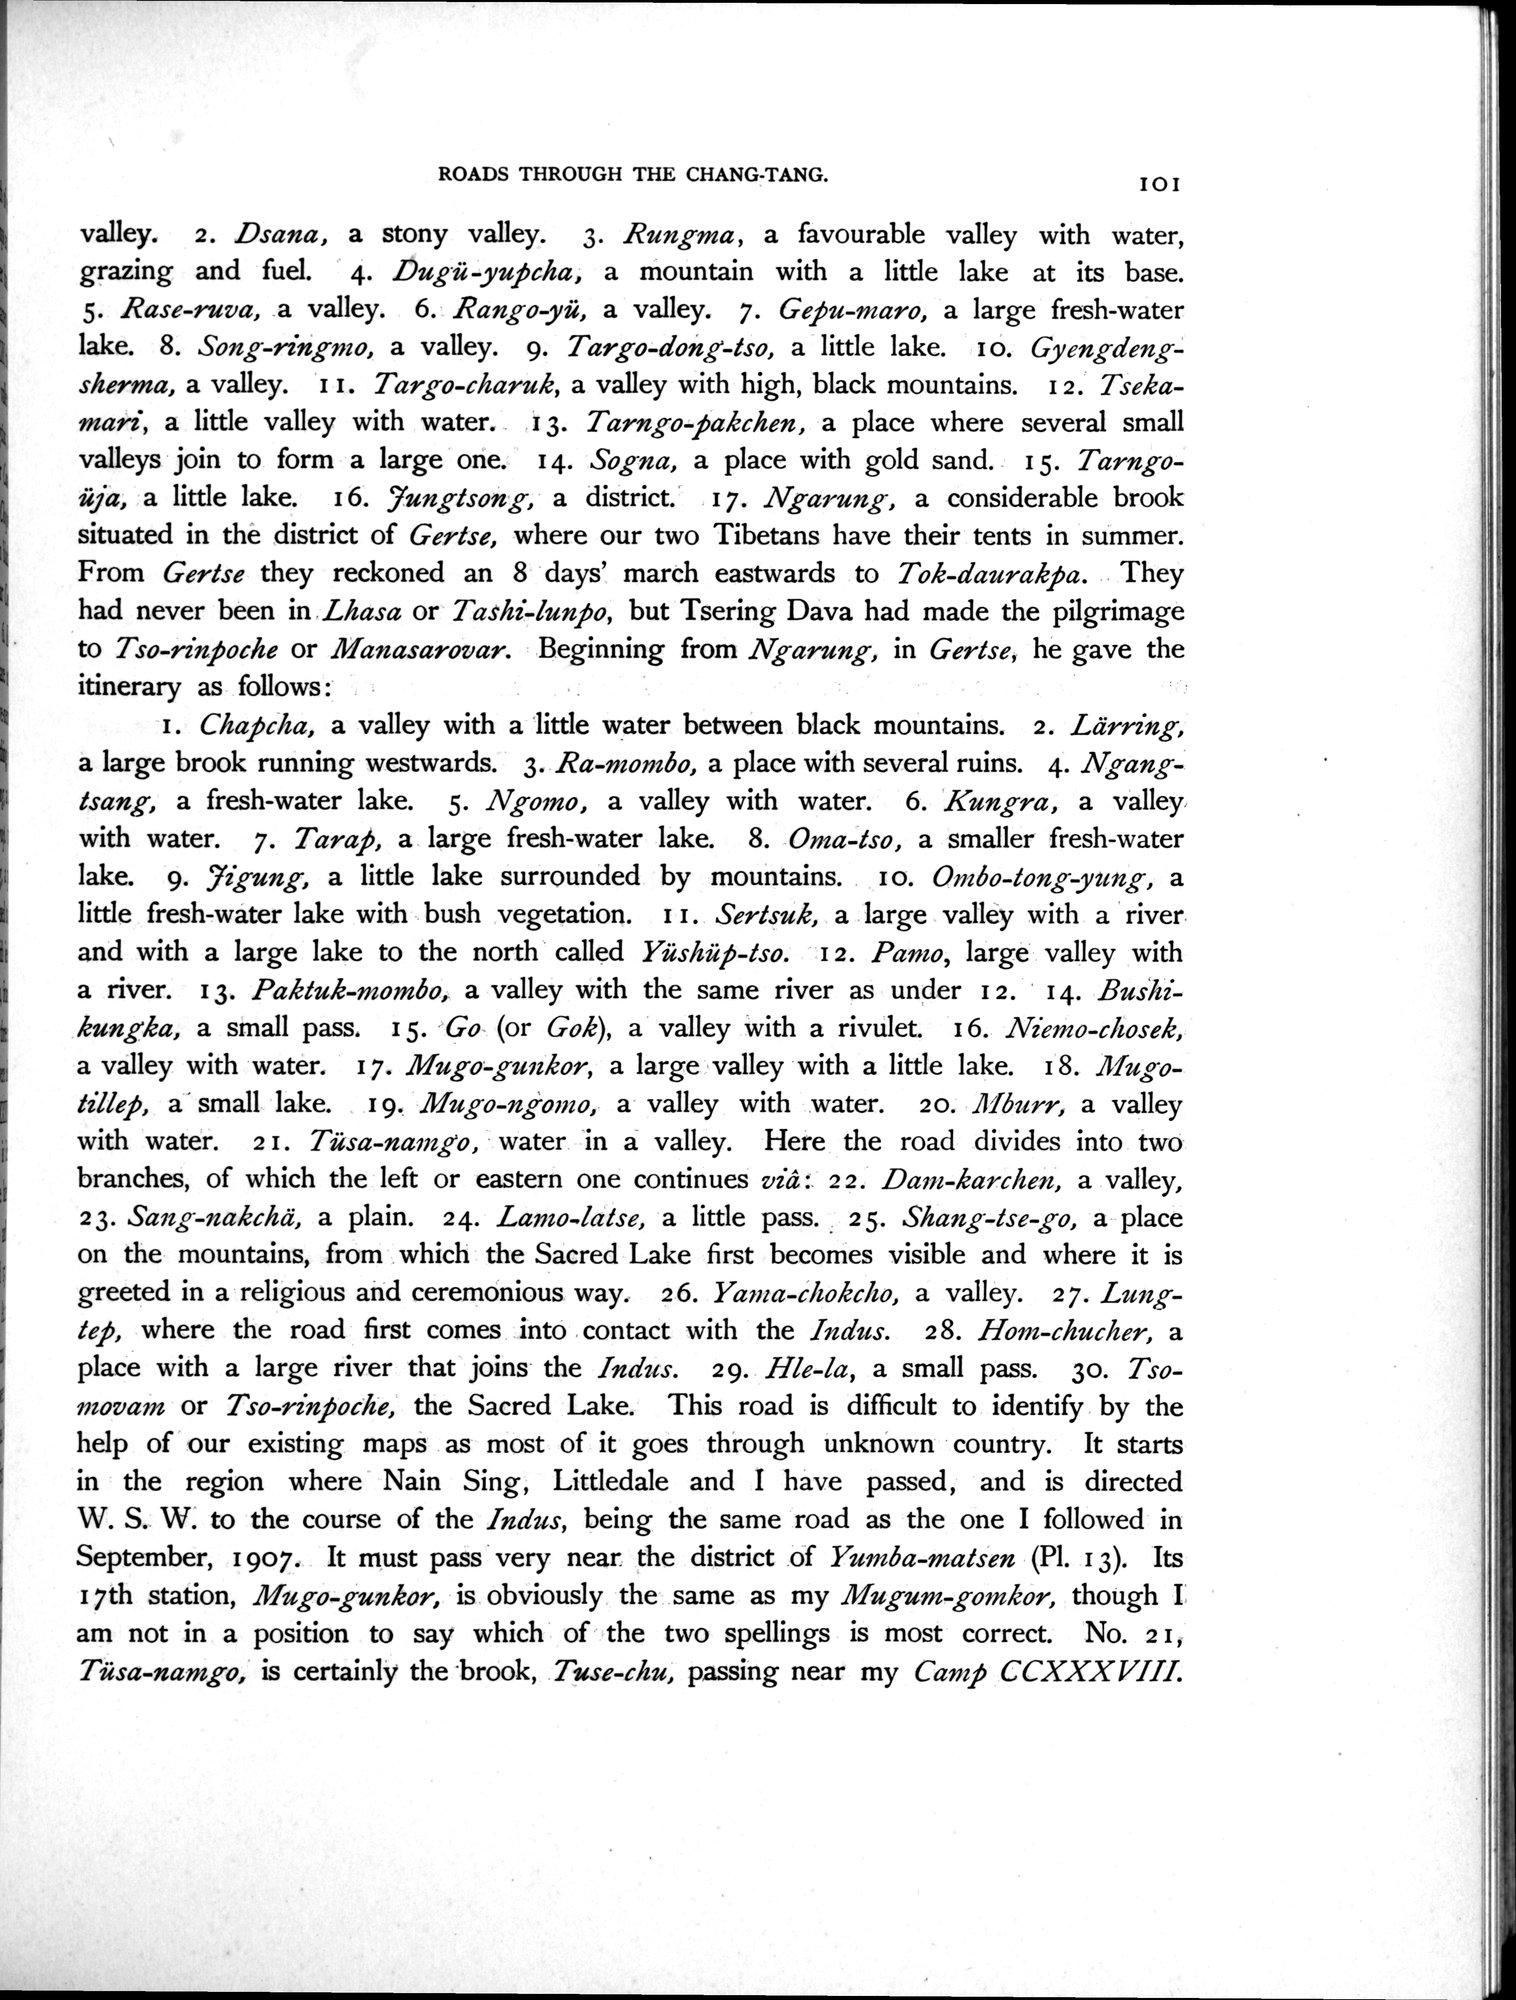 ROADS THROUGH THE CHANG-TANG.
101
valley. 2. Dsana, a stony valley. 3. Rungma, a favourable valley with water,
grazing and fuel. 4. Dugü-yupcha, a mountain with a little lake at its base.
5. Rase-ruva, a valley. 6. Rango-yü, a valley. 7. Gepu-maro, a large fresh-water
lake. 8. Song-ringmo, a valley. 9. Targo-dong-tso, a little lake. 10. Gyengdeng-
sherma, a valley. 11. Targo-charuk, a valley with high, black mountains. 12. Tseka-
mari, a little valley with water. 13. Tarngo-pakchen, a place where several small
valleys join to form a large one. 14. Sogna, a place with gold sand. 15. Tarngo-
üja, a little lake. 16. Jungtsong, a district. 17. Ngarung, a considerable brook
situated in the district of Gertse, where our two Tibetans have their tents in summer.
From Gertse they reckoned an 8 days' march eastwards to Tok-daurakpa. They
had never been in Lhasa or Tashi-lunpo, but Tsering Dava had made the pilgrimage
to Tso-rinpoche or Manasarovar. Beginning from Ngarung, in Gertse, he gave the
itinerary as follows:
1. Chapcha, a valley with a little water between black mountains. 2. Lärring,
a large brook running westwards. 3. Ra-mombo, a place with several ruins. 4. Ngang-
tsang, a fresh-water lake. 5. Ngomo, a valley with water. 6. Kungra, a valley
with water. 7. Tarap, a large fresh-water lake. 8. Oma-tso, a smaller fresh-water
lake. 9. Jigung, a little lake surrounded by mountains. 10. Ombo-tong-yung, a
little fresh-water lake with bush vegetation. 11. Sertsuk, a large valley with a river
and with a large lake to the north called Yüshüp-tso. 12. Pamo, large valley with
a river. 13. Paktuk-mombo, a valley with the same river as under 12. 14. Bushi-
kungka, a small pass. 15. Go (or Gok), a valley with a rivulet. 16. Niemo-chosek,
a valley with water. 17. Mugo-gunkor, a large valley with a little lake. 18. Mugo-
tillep, a small lake. 19. Mugo-ngomo, a valley with water. 20. Mburr, a valley
with water. 21. Tüsa-namgo, water in a valley. Here the road divides into two
branches, of which the left or eastern one continues viâ: 22. Dam-karchen, a valley,
23. Sang-nakchä, a plain. 24. Lamo-latse, a little pass. 25. Shang-tse-go, a place
on the mountains, from which the Sacred Lake first becomes visible and where it is
greeted in a religious and ceremonious way. 26. Yama-chokcho, a valley. 27. Lung-
tep, where the road first comes into contact with the Indus. 28. Hom-chucher, a
place with a large river that joins the Indus. 29. Hle-la, a small pass. 30. Tso-
movam or Tso-rinpoche, the Sacred Lake. This road is difficult to identify by the
help of our existing maps as most of it goes through unknown country. It starts
in the region where Nain Sing, Littledale and I have passed, and is directed
W. S. W. to the course of the Indus, being the same road as the one I followed in
September, 1907. It must pass very near the district of Yumba-matsen (Pl. 13). Its
17th station, Mugo-gunkor, is obviously the same as my Mugum-gomkor, though I
am not in a position to say which of the two spellings is most correct. No. 21,
Tüsa-namgo, is certainly the brook, Tuse-chu, passing near my Camp CCXXXVIII.